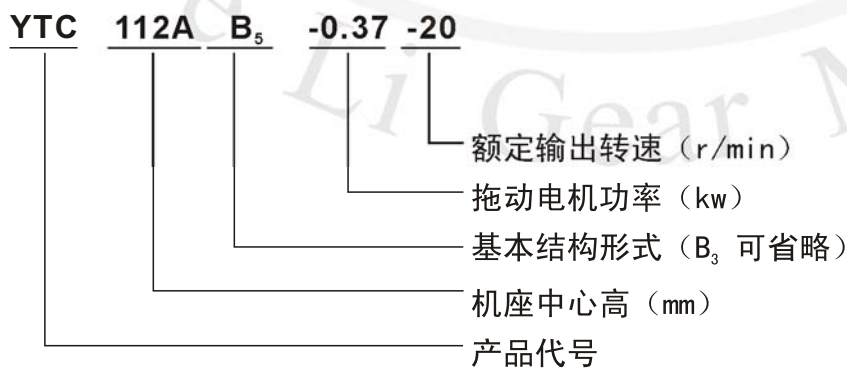 YTC 112A B₅ -0.37 -20
额定输出转速（r/min）
拖动电机功率（kw）
基本结构形式（B₃ 可省略）
机座中心高（mm）
产品代号
Li Gear